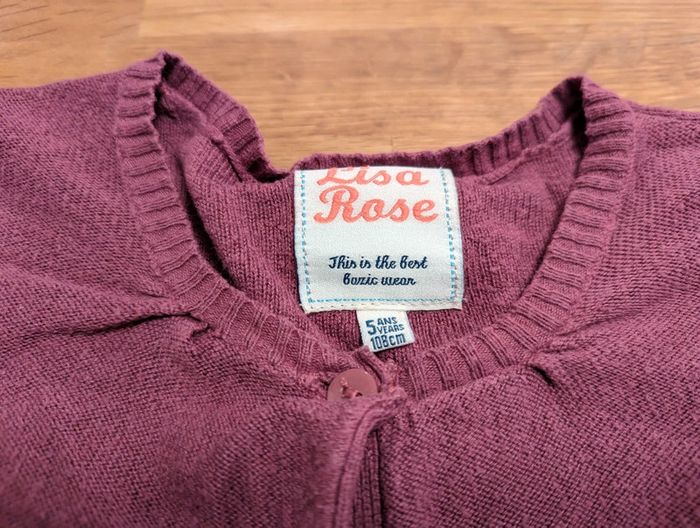 Lisa
Rose
This is the best
bazic wear
5 ANS
YEARS
108cm